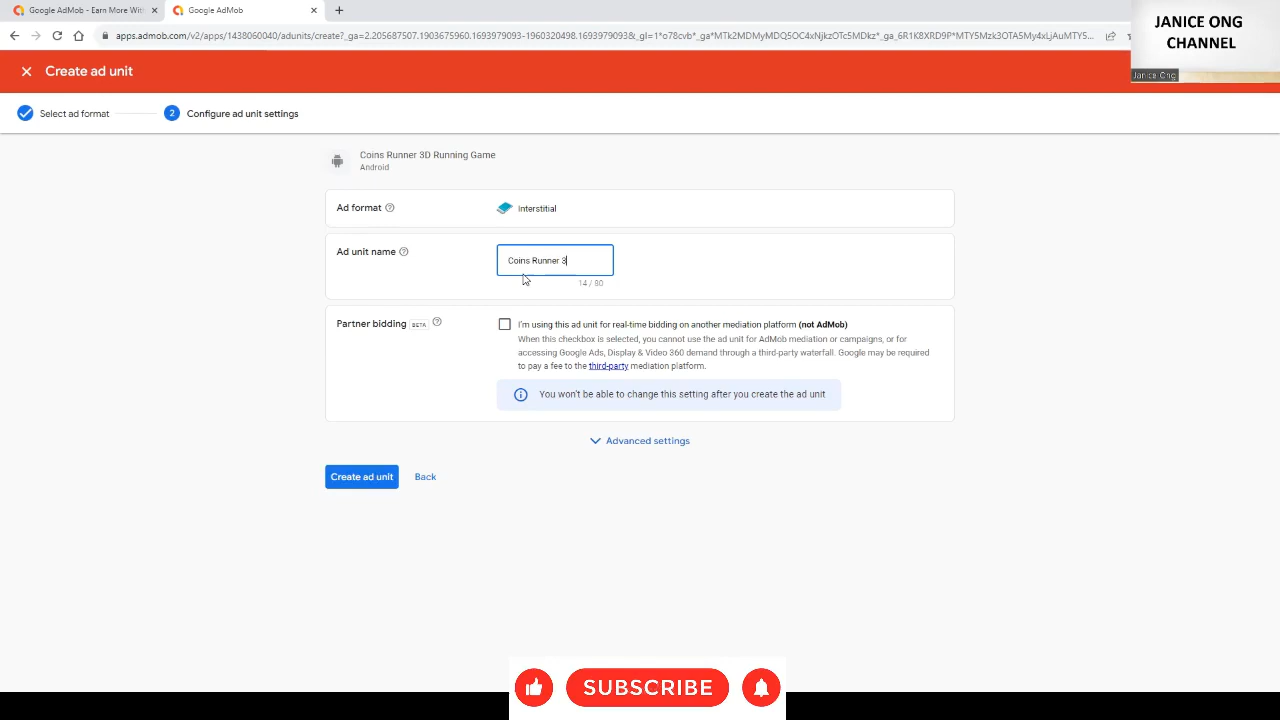 Google AdMob - Earn More With
Google AdMob
apps.admob.com/v2/apps/1438060040/adunits/create?_ga=2.205687507.1903675960.1693979093-1960320498.1693979093&_gl=1*o78cvb*_ga*MTk2MDMyMDQ5OC4xNjkzOTc5MDkz*_ga_6R1K8XRD9P*MTY5Mzk3OTA5My4xLjAuMTY5...
JANICE ONG
CHANNEL
Janice Ong
Create ad unit
Select ad format
2
Configure ad unit settings
Coins Runner 3D Running Game
Android
Ad format
Interstitial
Ad unit name
Coins Runner 3
14 / 80
Partner bidding BETA
I'm using this ad unit for real-time bidding on another mediation platform (not AdMob)
When this checkbox is selected, you cannot use the ad unit for AdMob mediation or campaigns, or for
accessing Google Ads, Display & Video 360 demand through a third-party waterfall. Google may be required
to pay a fee to the third-party mediation platform.
You won't be able to change this setting after you create the ad unit
Advanced settings
Create ad unit
Back
SUBSCRIBE